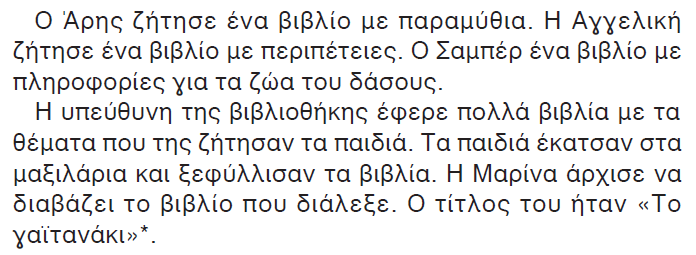 Ο Άρης ζήτησε ένα βιβλίο με παραμύθια. Η Αγγελική
ζήτησε ένα βιβλίο με περιπέτειες. Ο Σαμπέρ ένα βιβλίο με
πληροφορίες για τα ζώα του δάσους.
Η υπεύθυνη της βιβλιοθήκης έφερε πολλά βιβλία με τα
θέματα που της ζήτησαν τα παιδιά. Τα παιδιά έκατσαν στα
μαξιλάρια και ξεφύλλισαν τα βιβλία. Η Μαρίνα άρχισε να
διαβάζει το βιβλίο που διάλεξε. Ο τίτλος του ήταν «Το
γαϊτανάκι»*.